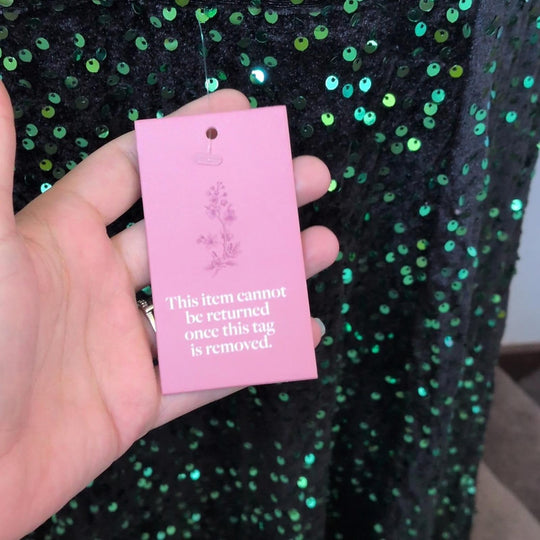 This item cannot
be returned
once this tag
is removed.